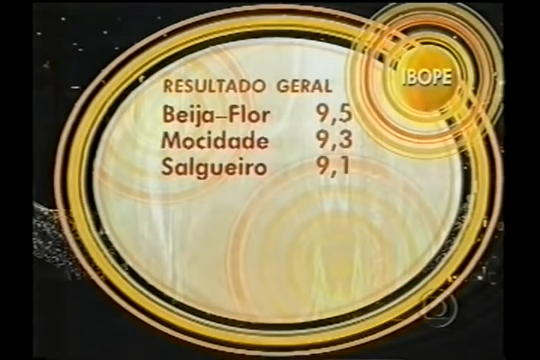 IBOPE
RESULTADO GERAL
Beija-Flor 9,5
Mocidade 9,3
Salgueiro 9,1